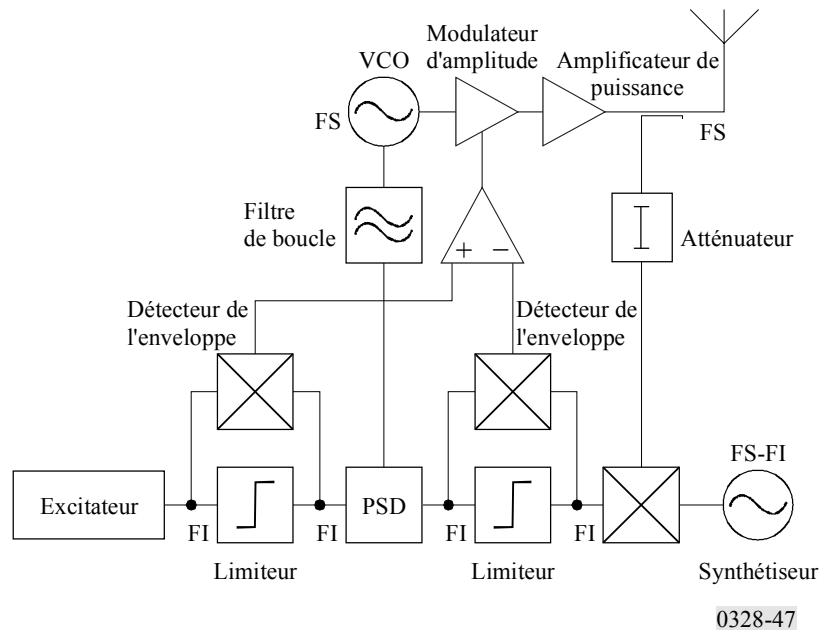 Modulateur
d'amplitude
VCO
Amplificateur de
puissance
FS
FS
Filtre
de boucle
+ −
Atténuateur
Détecteur de
l'enveloppe
Détecteur de
l'enveloppe
FS-FI
Excitateur
PSD
FI
FI
FI
FI
Limiteur
Limiteur
Synthétiseur
0328-47